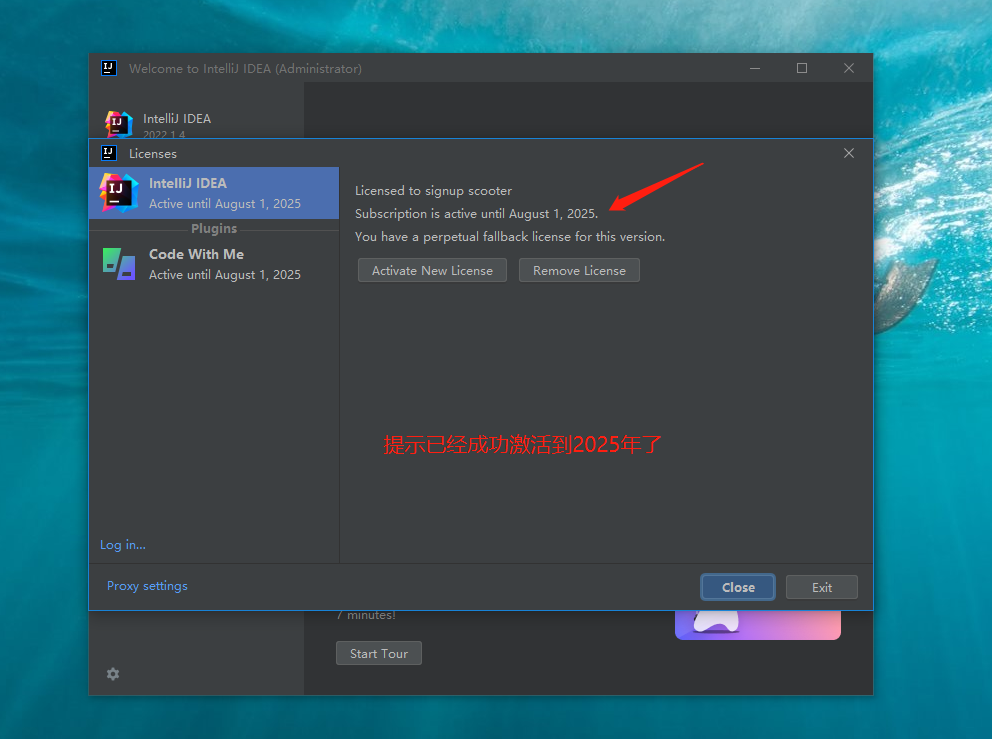 Welcome to IntelliJ IDEA (Administrator)
IntelliJ IDEA
2022.1.4
Licenses
IntelliJ IDEA
Active until August 1, 2025
Plugins
Code With Me
Active until August 1, 2025
Licensed to signup scooter
Subscription is active until August 1, 2025.
You have a perpetual fallback license for this version.
Activate New License
Remove License
提示已经成功激活到2025年了
Log in...
Proxy settings
Close
Exit
7 minutes!
Start Tour